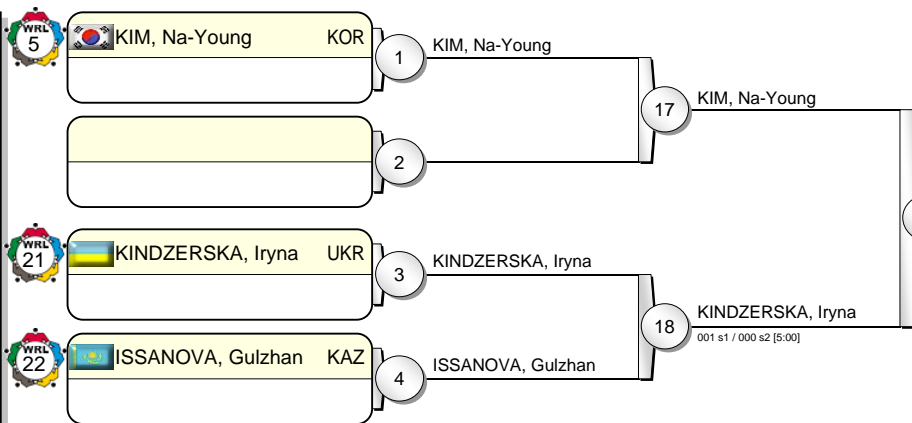 WRL
5
KIM, Na-Young KOR
1
KIM, Na-Young
17
KIM, Na-Young
2
WRL
21
KINDZERSKA, Iryna UKR
3
KINDZERSKA, Iryna
18
KINDZERSKA, Iryna
001 s1 / 000 s2 [5:00]
WRL
22
ISSANOVA, Gulzhan KAZ
4
ISSANOVA, Gulzhan